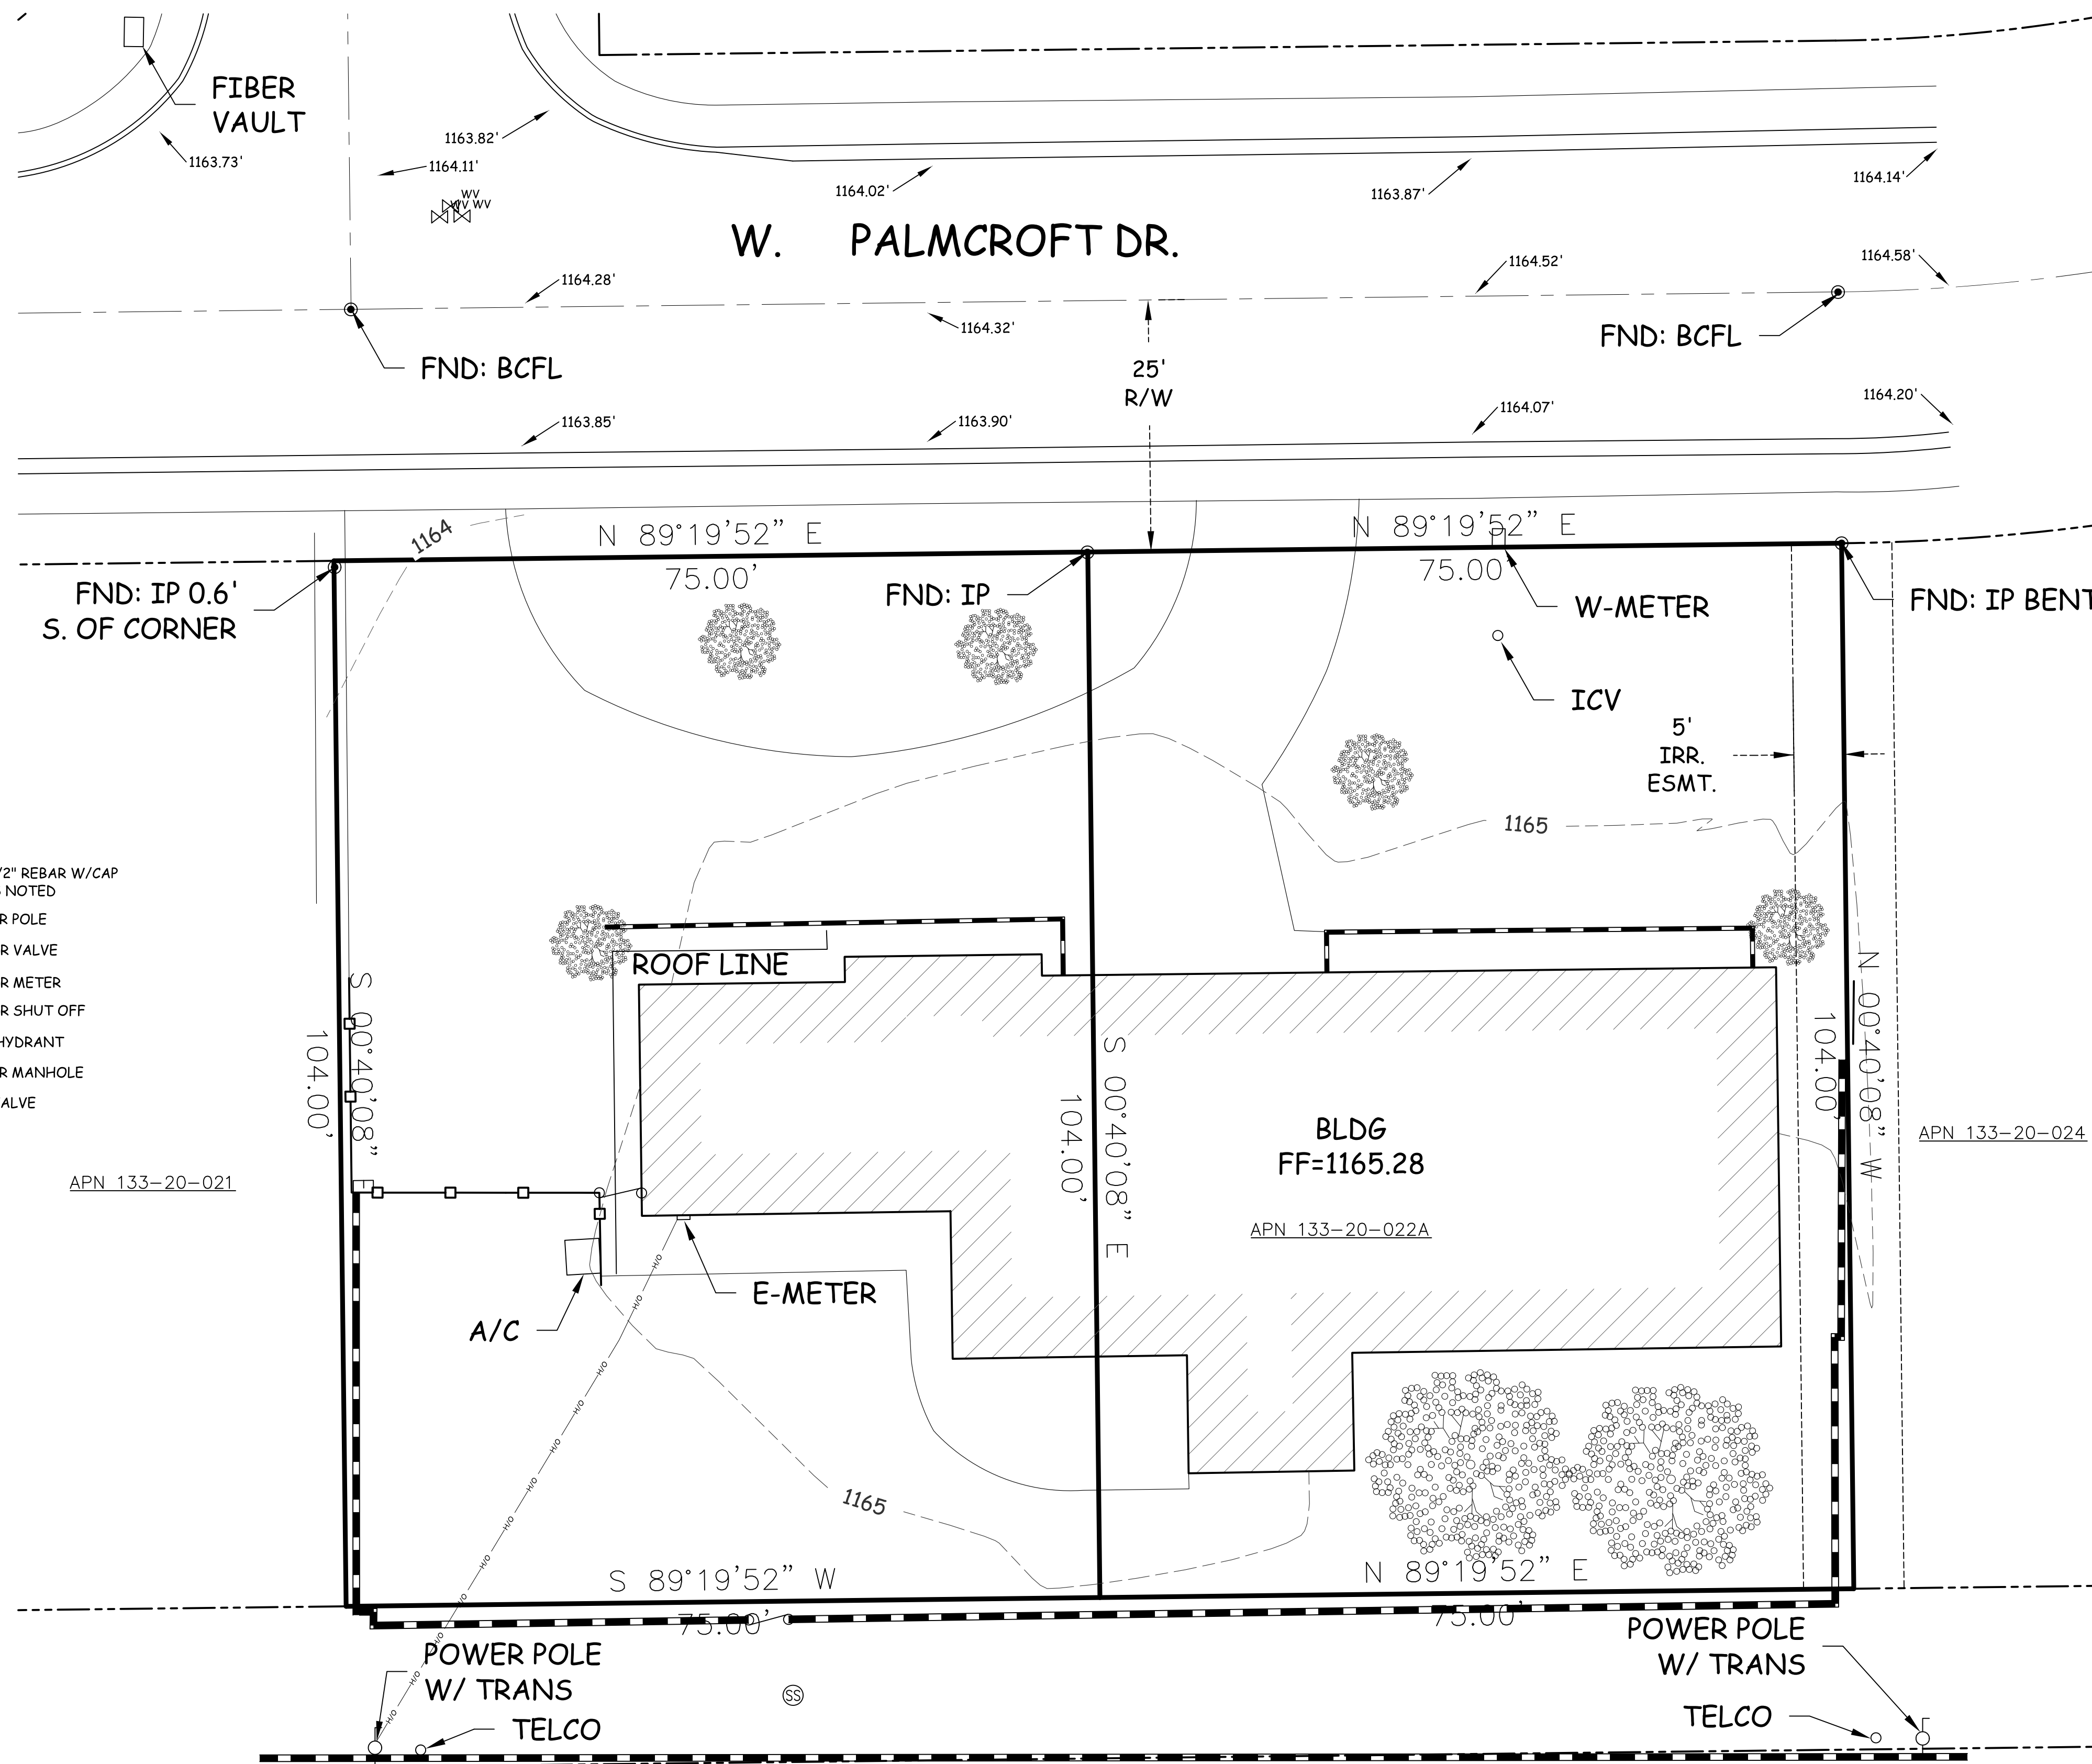 FIBER
VAULT
1163.82'
1163.73'
1164.11'
WV
WV WV
1164.02'
1163.87'
1164.14'
W. PALMCROFT DR.
1164.28'
1164.52'
1164.58'
1164.32'
FND: BCFL
FND: BCFL
25'
R/W
1163.85'
1163.90'
1164.07'
1164.20'
1164
N 89°19'52" E
75.00'
N 89°19'52" E
75.00'
FND: IP 0.6'
S. OF CORNER
FND: IP
W-METER
FND: IP BENT
ICV
5'
IRR.
ESMT.
1165
/2" REBAR W/CAP
NOTED
R POLE
R VALVE
R METER
R SHUT OFF
HYDRANT
R MANHOLE
ALVE
ROOF LINE
S 00°40'08" E
104.00'
S 00°40'08" E
104.00'
N 00°40'08" W
104.00'
BLDG
FF=1165.28
APN 133-20-021
APN 133-20-022A
APN 133-20-024
E-METER
A/C
H/O
H/O
H/O
H/O
H/O
H/O
H/O
H/O
H/O
H/O
H/O
H/O
1165
S 89°19'52" W
75.00'
N 89°19'52" E
75.00'
POWER POLE
W/ TRANS
TELCO
SS
POWER POLE
W/ TRANS
TELCO